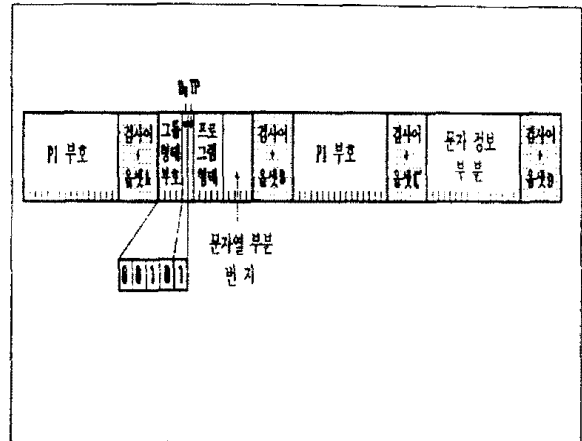 B₀ TP
PI 부호
검사어
+
옵셋A
그룹
형태
부호
프로
그램
형태
검사어
+
옵셋B
PI 부호
검사어
+
옵셋C'
문자 정보
부분
검사어
+
옵셋D
문자열 부분
번지
0 0 1 0 1